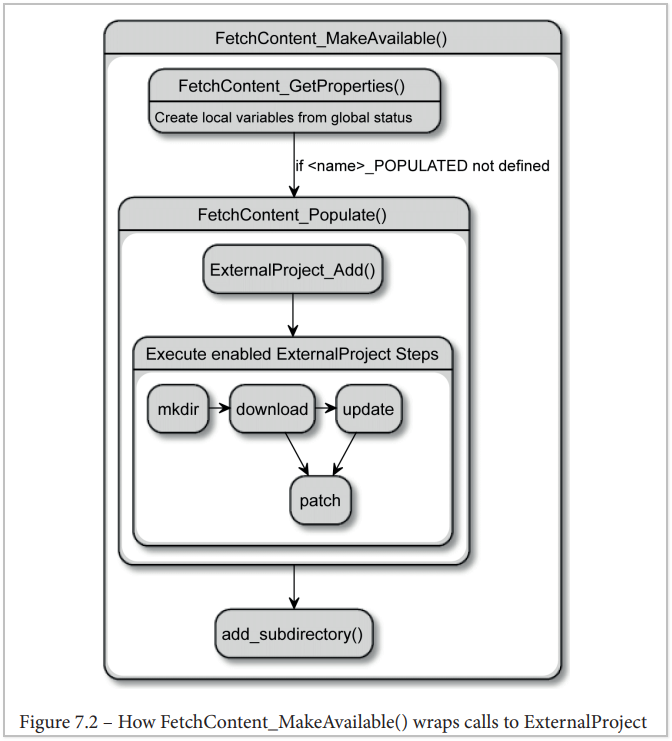 FetchContent_MakeAvailable()
FetchContent_GetProperties()
Create local variables from global status
if <name>_POPULATED not defined
FetchContent_Populate()
ExternalProject_Add()
Execute enabled ExternalProject Steps
mkdir
download
update
patch
add_subdirectory()
Figure 7.2 – How FetchContent_MakeAvailable() wraps calls to ExternalProject